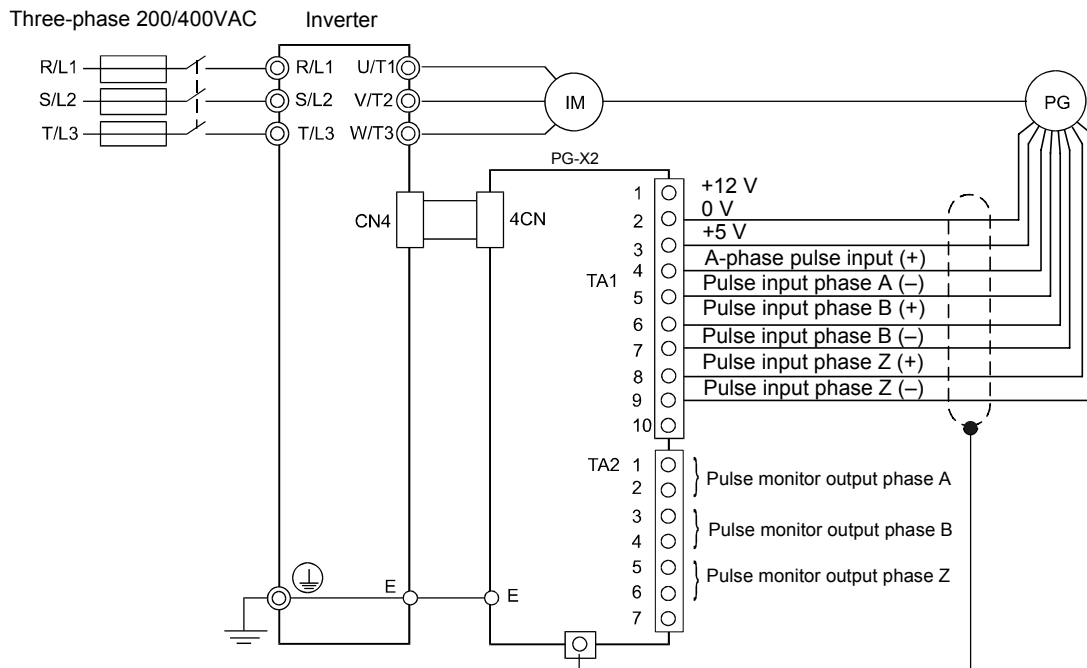 Three-phase 200/400VAC Inverter
R/L1 R/L1 U/T1
S/L2 S/L2 V/T2 IM PG
T/L3 T/L3 W/T3
PG-X2
1 +12 V
CN4 4CN 2 0 V
3 +5 V
4 A-phase pulse input (+)
TA1
5 Pulse input phase A (–)
6 Pulse input phase B (+)
7 Pulse input phase B (–)
8 Pulse input phase Z (+)
9 Pulse input phase Z (–)
10
TA2 1
Pulse monitor output phase A
2
3
Pulse monitor output phase B
4
5
Pulse monitor output phase Z
E E 6
7